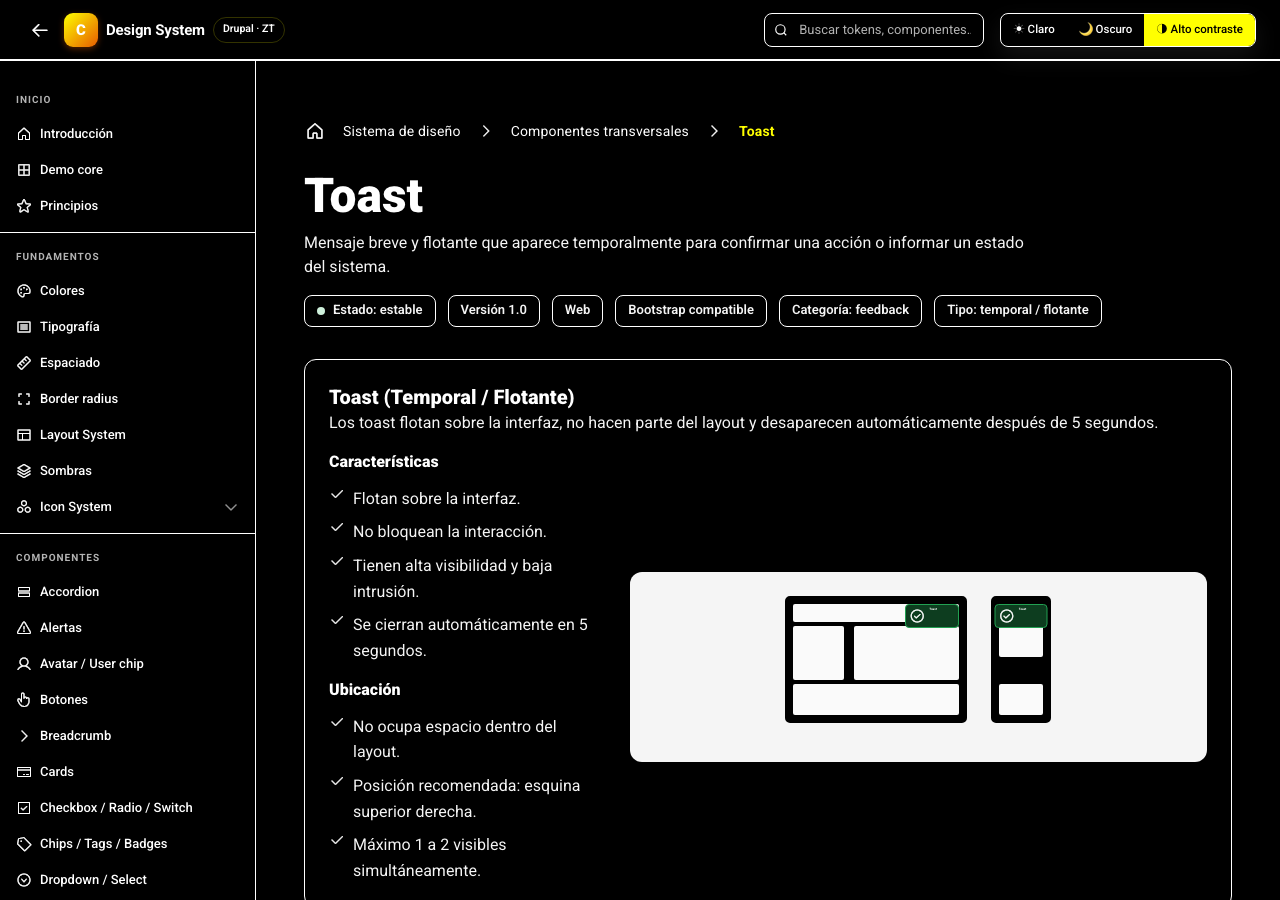 C Design System Drupal · ZT
Buscar tokens, componentes..
Claro Oscuro Alto contraste
INICIO
Introducción
Demo core
Principios
FUNDAMENTOS
Colores
Tipografía
Espaciado
Border radius
Layout System
Sombras
Icon System
COMPONENTES
Accordion
Alertas
Avatar / User chip
Botones
Breadcrumb
Cards
Checkbox / Radio / Switch
Chips / Tags / Badges
Dropdown / Select
Sistema de diseño Componentes transversales Toast
Toast
Mensaje breve y flotante que aparece temporalmente para confirmar una acción o informar un estado
del sistema.
Estado: estable Versión 1.0 Web Bootstrap compatible Categoría: feedback Tipo: temporal / flotante
Toast (Temporal / Flotante)
Los toast flotan sobre la interfaz, no hacen parte del layout y desaparecen automáticamente después de 5 segundos.
Características
Flotan sobre la interfaz.
No bloquean la interacción.
Tienen alta visibilidad y baja
intrusión.
Se cierran automáticamente en 5
segundos.
Ubicación
No ocupa espacio dentro del
layout.
Posición recomendada: esquina
superior derecha.
Máximo 1 a 2 visibles
simultáneamente.
Toast
Toast